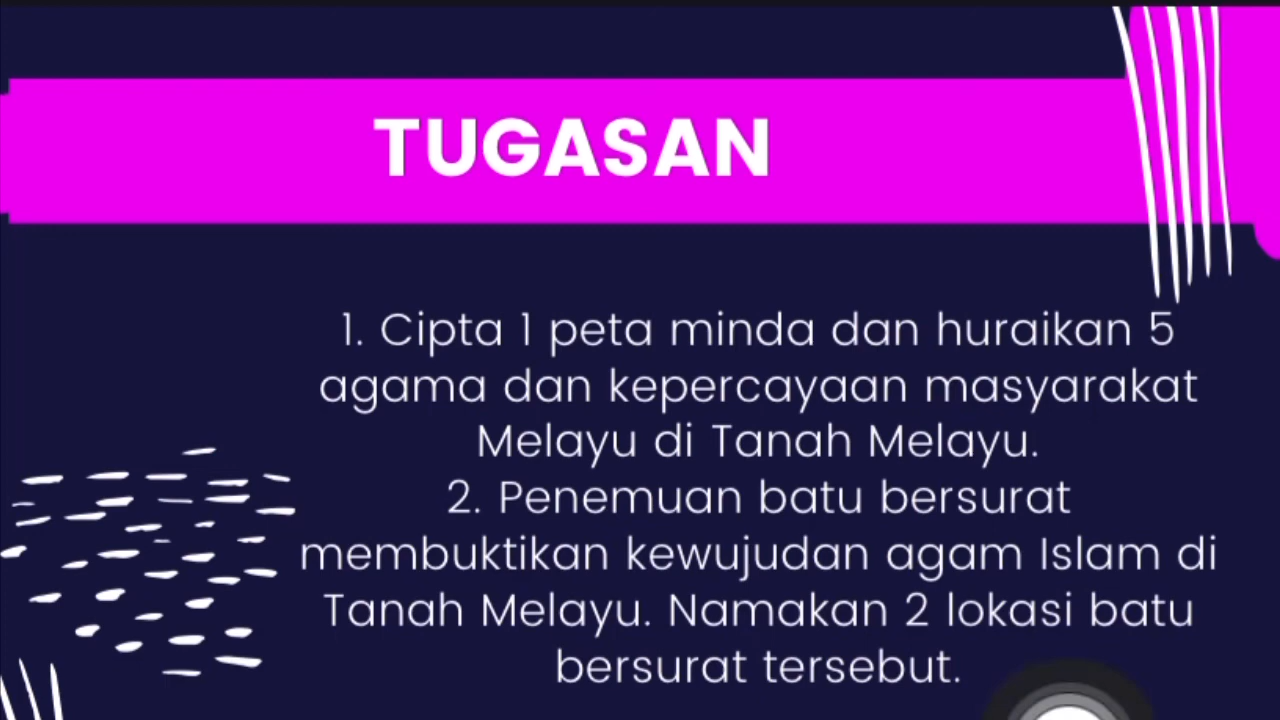 TUGASAN
1. Cipta 1 peta minda dan huraikan 5
agama dan kepercayaan masyarakat
Melayu di Tanah Melayu.
2. Penemuan batu bersurat
membuktikan kewujudan agam Islam di
Tanah Melayu. Namakan 2 lokasi batu
bersurat tersebut.